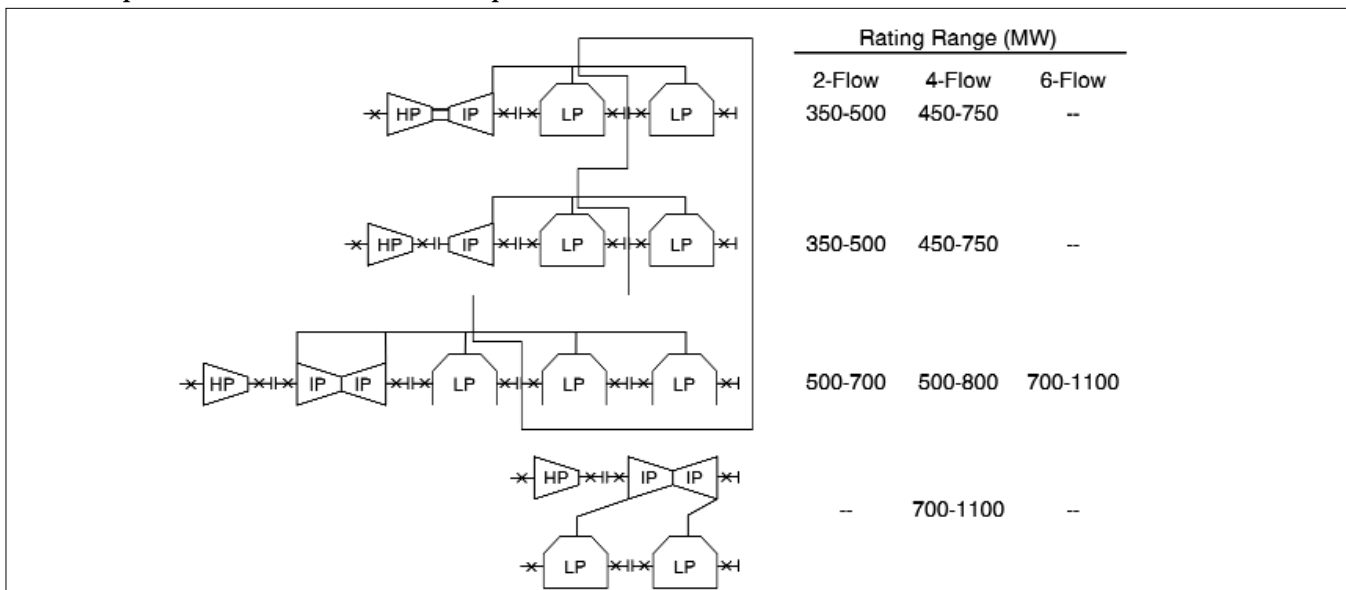 Rating Range (MW)
2-Flow 4-Flow 6-Flow
HP IP LP LP 350-500 450-750 --
HP IP LP LP 350-500 450-750 --
HP IP IP LP LP LP 500-700 500-800 700-1100
HP IP IP
-- 700-1100 --
LP LP